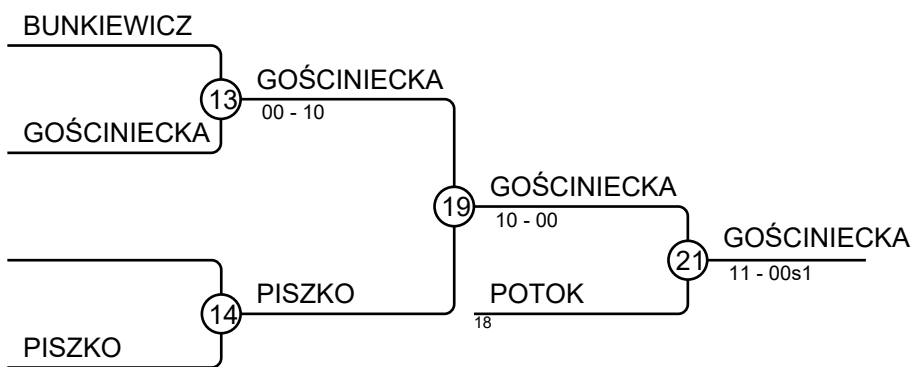 BUNKIEWICZ
GOŚCINIECKA
13
00 - 10
GOŚCINIECKA
GOŚCINIECKA
19
10 - 00
GOŚCINIECKA
21
11 - 00s1
PISZKO
14
POTOK
18
PISZKO